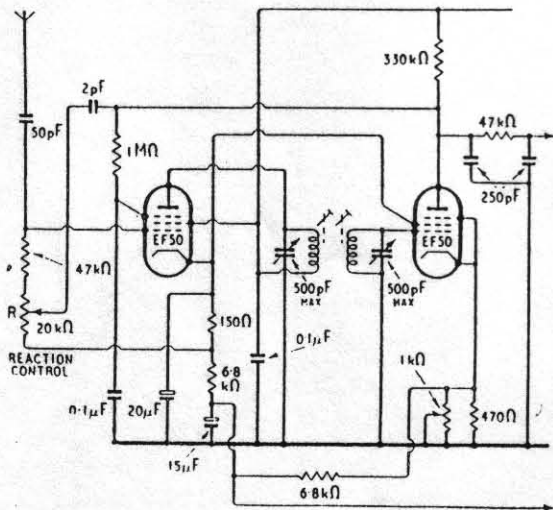 330kΩ
2pF
50pF
1MΩ
47kΩ
250pF
EF50
EF50
47kΩ
500pF
MAX
500pF
MAX
R
20kΩ
REACTION
CONTROL
150Ω
0·1μF
6·8
kΩ
1kΩ
0·1μF
20μF
470Ω
15μF
6·8kΩ